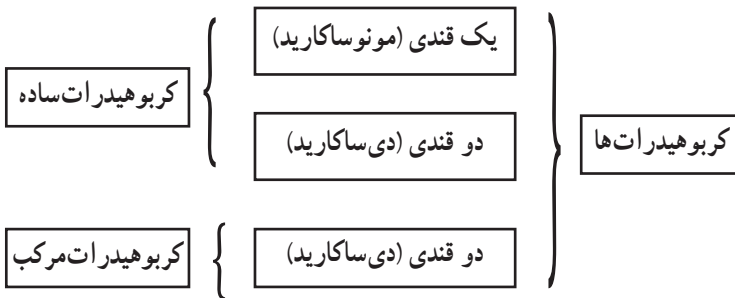 یک قندی (مونوساکارید)
کربوهیدرات‌ساده
دو قندی (دی‌ساکارید)
کربوهیدرات‌ها
دو قندی (دی‌ساکارید)
کربوهیدرات‌مرکب